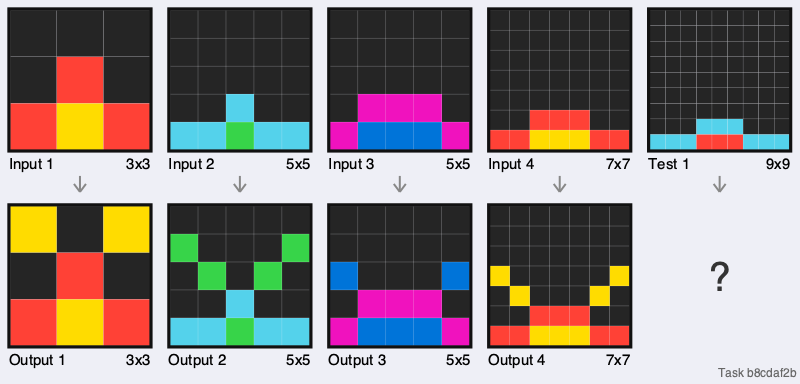 Input 1 3x3 Input 2 5x5 Input 3 5x5 Input 4 7x7 Test 1 9x9
?
Output 1 3x3 Output 2 5x5 Output 3 5x5 Output 4 7x7
Task b8cdaf2b